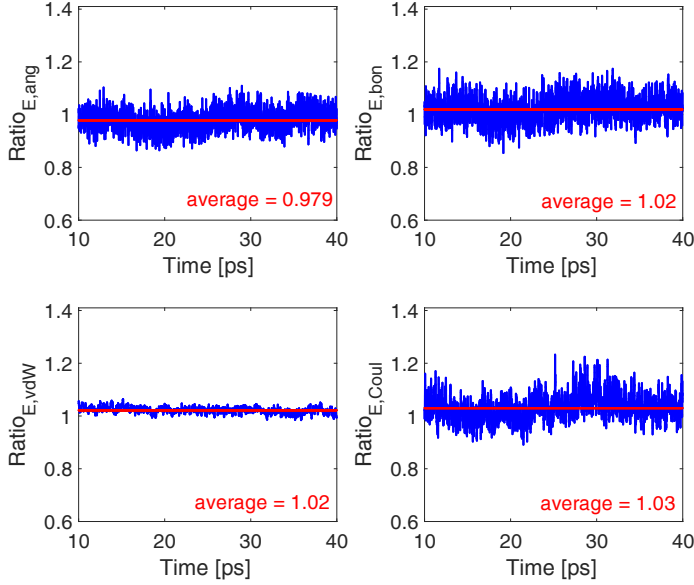 1.4
1.2
1
0.8
0.6
Ratio_E,ang
average = 0.979
10 20 30 40
Time [ps]
1.4
1.2
1
0.8
0.6
Ratio_E,bon
average = 1.02
10 20 30 40
Time [ps]
1.4
1.2
1
0.8
0.6
Ratio_E,vdW
average = 1.02
10 20 30 40
Time [ps]
1.4
1.2
1
0.8
0.6
Ratio_E,Coul
average = 1.03
10 20 30 40
Time [ps]